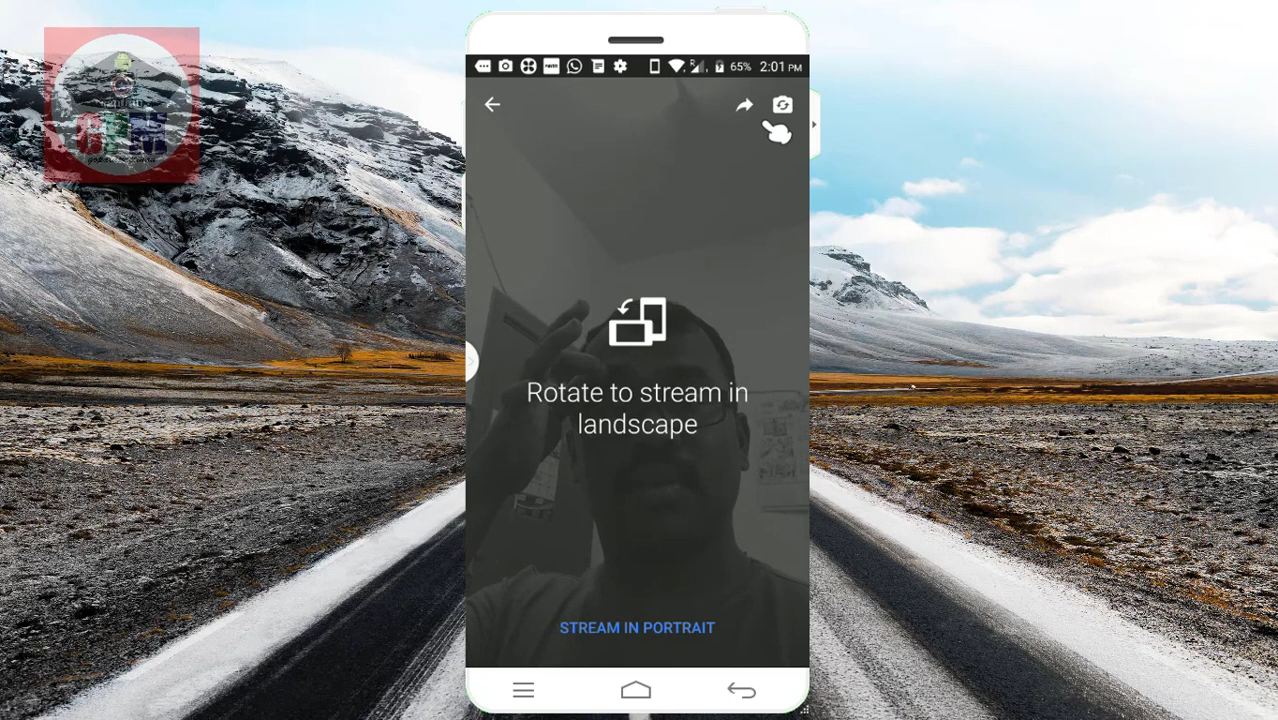 65% 2:01 PM
Rotate to stream in
landscape
STREAM IN PORTRAIT